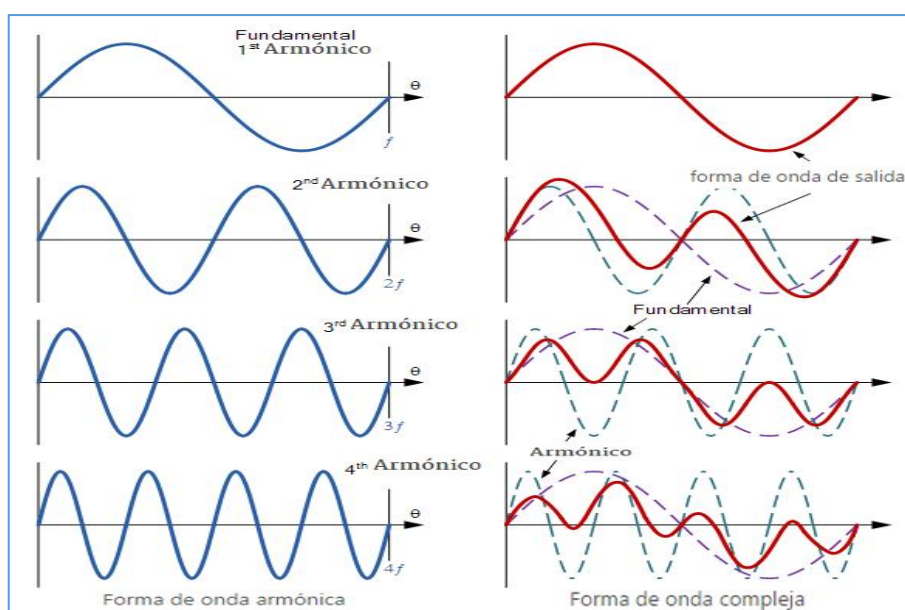 Fundamental
1st Armónico
θ
f
forma de onda de salida
2nd Armónico
θ
2f
Fundamental
3rd Armónico
θ
3f
Armónico
4th Armónico
θ
4f
Forma de onda armónica
Forma de onda compleja